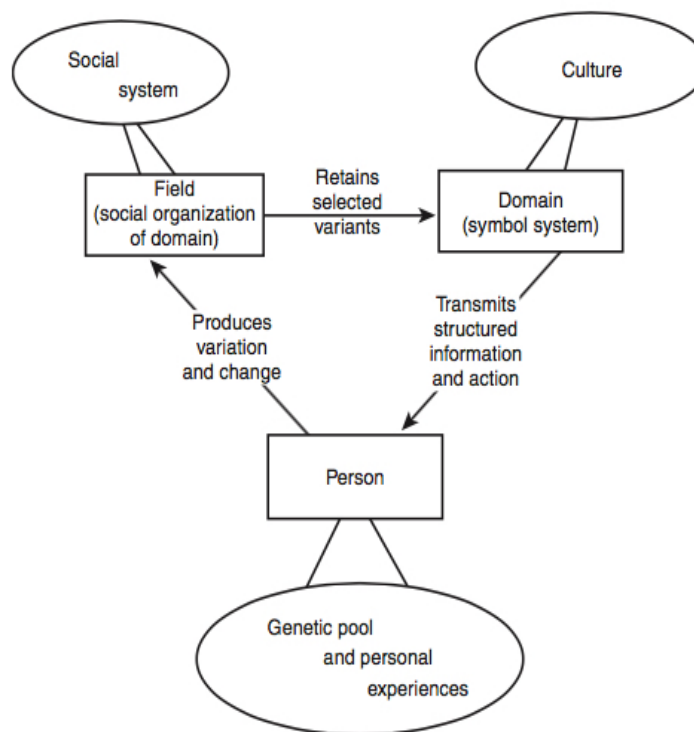 Social
system
Culture
Field
(social organization
of domain)
Retains
selected
variants
Domain
(symbol system)
Produces
variation
and change
Transmits
structured
information
and action
Person
Genetic pool
and personal
experiences